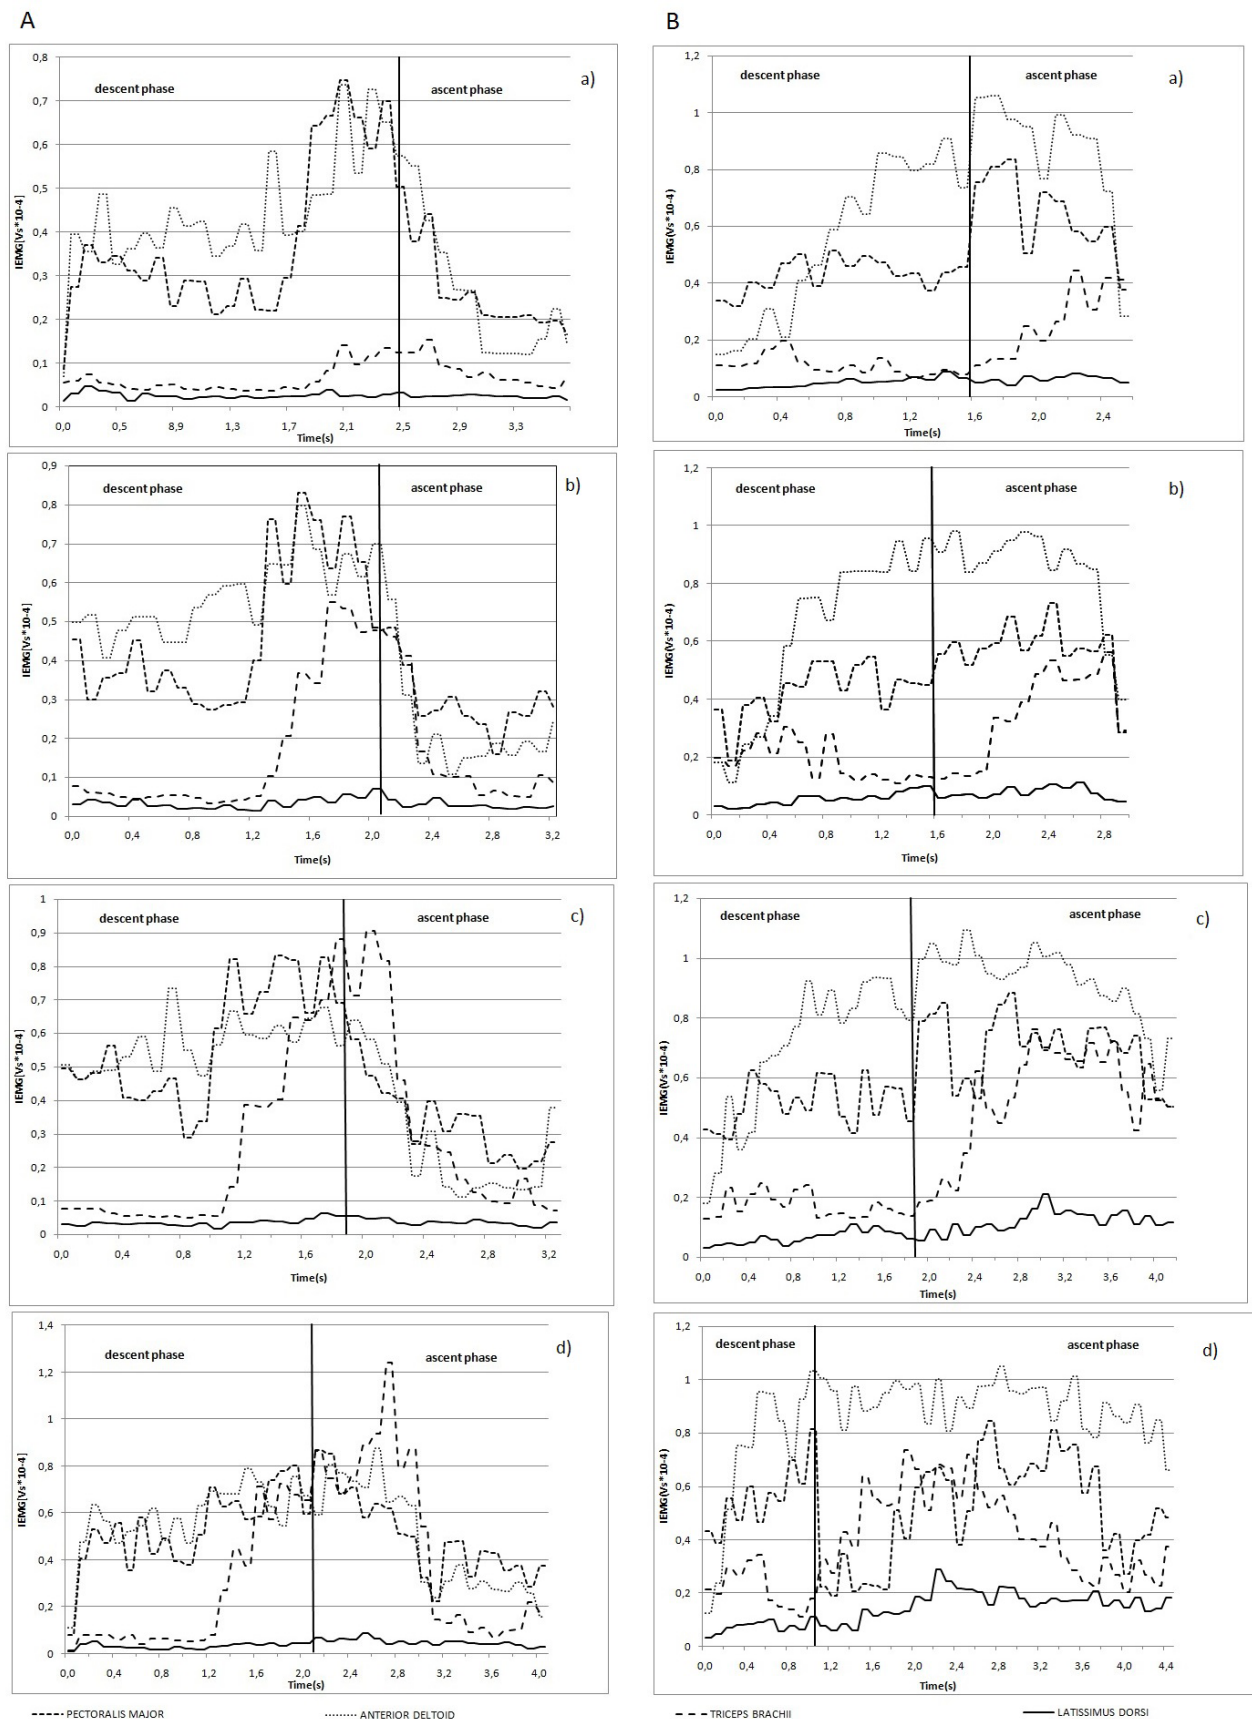 A
B
descent phase
ascent phase
a)
IEMG[Vs*10-4]
0,8
0,7
0,6
0,5
0,4
0,3
0,2
0,1
0
0,0 0,5 8,9 1,3 1,7 2,1 2,5 2,9 3,3
Time(s)
descent phase
ascent phase
a)
IEMG(Vs*10-4)
1,2
1
0,8
0,6
0,4
0,2
0
0,0 0,4 0,8 1,2 1,6 2,0 2,4
Time(s)
descent phase
ascent phase
b)
IEMG[Vs*10-4]
0,9
0,8
0,7
0,6
0,5
0,4
0,3
0,2
0,1
0
0,0 0,4 0,8 1,2 1,6 2,0 2,4 2,8 3,2
Time(s)
descent phase
ascent phase
b)
IEMG(Vs*10-4)
1,2
1
0,8
0,6
0,4
0,2
0
0,0 0,4 0,8 1,2 1,6 2,0 2,4 2,8
Time(s)
descent phase
ascent phase
c)
IEMG[Vs*10-4]
1
0,9
0,8
0,7
0,6
0,5
0,4
0,3
0,2
0,1
0
0,0 0,4 0,8 1,2 1,6 2,0 2,4 2,8 3,2
Time(s)
descent phase
ascent phase
c)
IEMG(Vs*10-4)
1,2
1
0,8
0,6
0,4
0,2
0
0,0 0,4 0,8 1,2 1,6 2,0 2,4 2,8 3,2 3,6 4,0
Time(s)
descent phase
ascent phase
d)
IEMG[Vs*10-4]
1,4
1,2
1
0,8
0,6
0,4
0,2
0
0,0 0,4 0,8 1,2 1,6 2,0 2,4 2,8 3,2 3,6 4,0
Time(s)
descent phase
ascent phase
d)
IEMG(Vs*10-4)
1,2
1
0,8
0,6
0,4
0,2
0
0,0 0,4 0,8 1,2 1,6 2,0 2,4 2,8 3,2 3,6 4,0 4,4
Time(s)
PECTORALIS MAJOR ANTERIOR DELTOID TRICEPS BRACHII LATISSIMUS DORSI